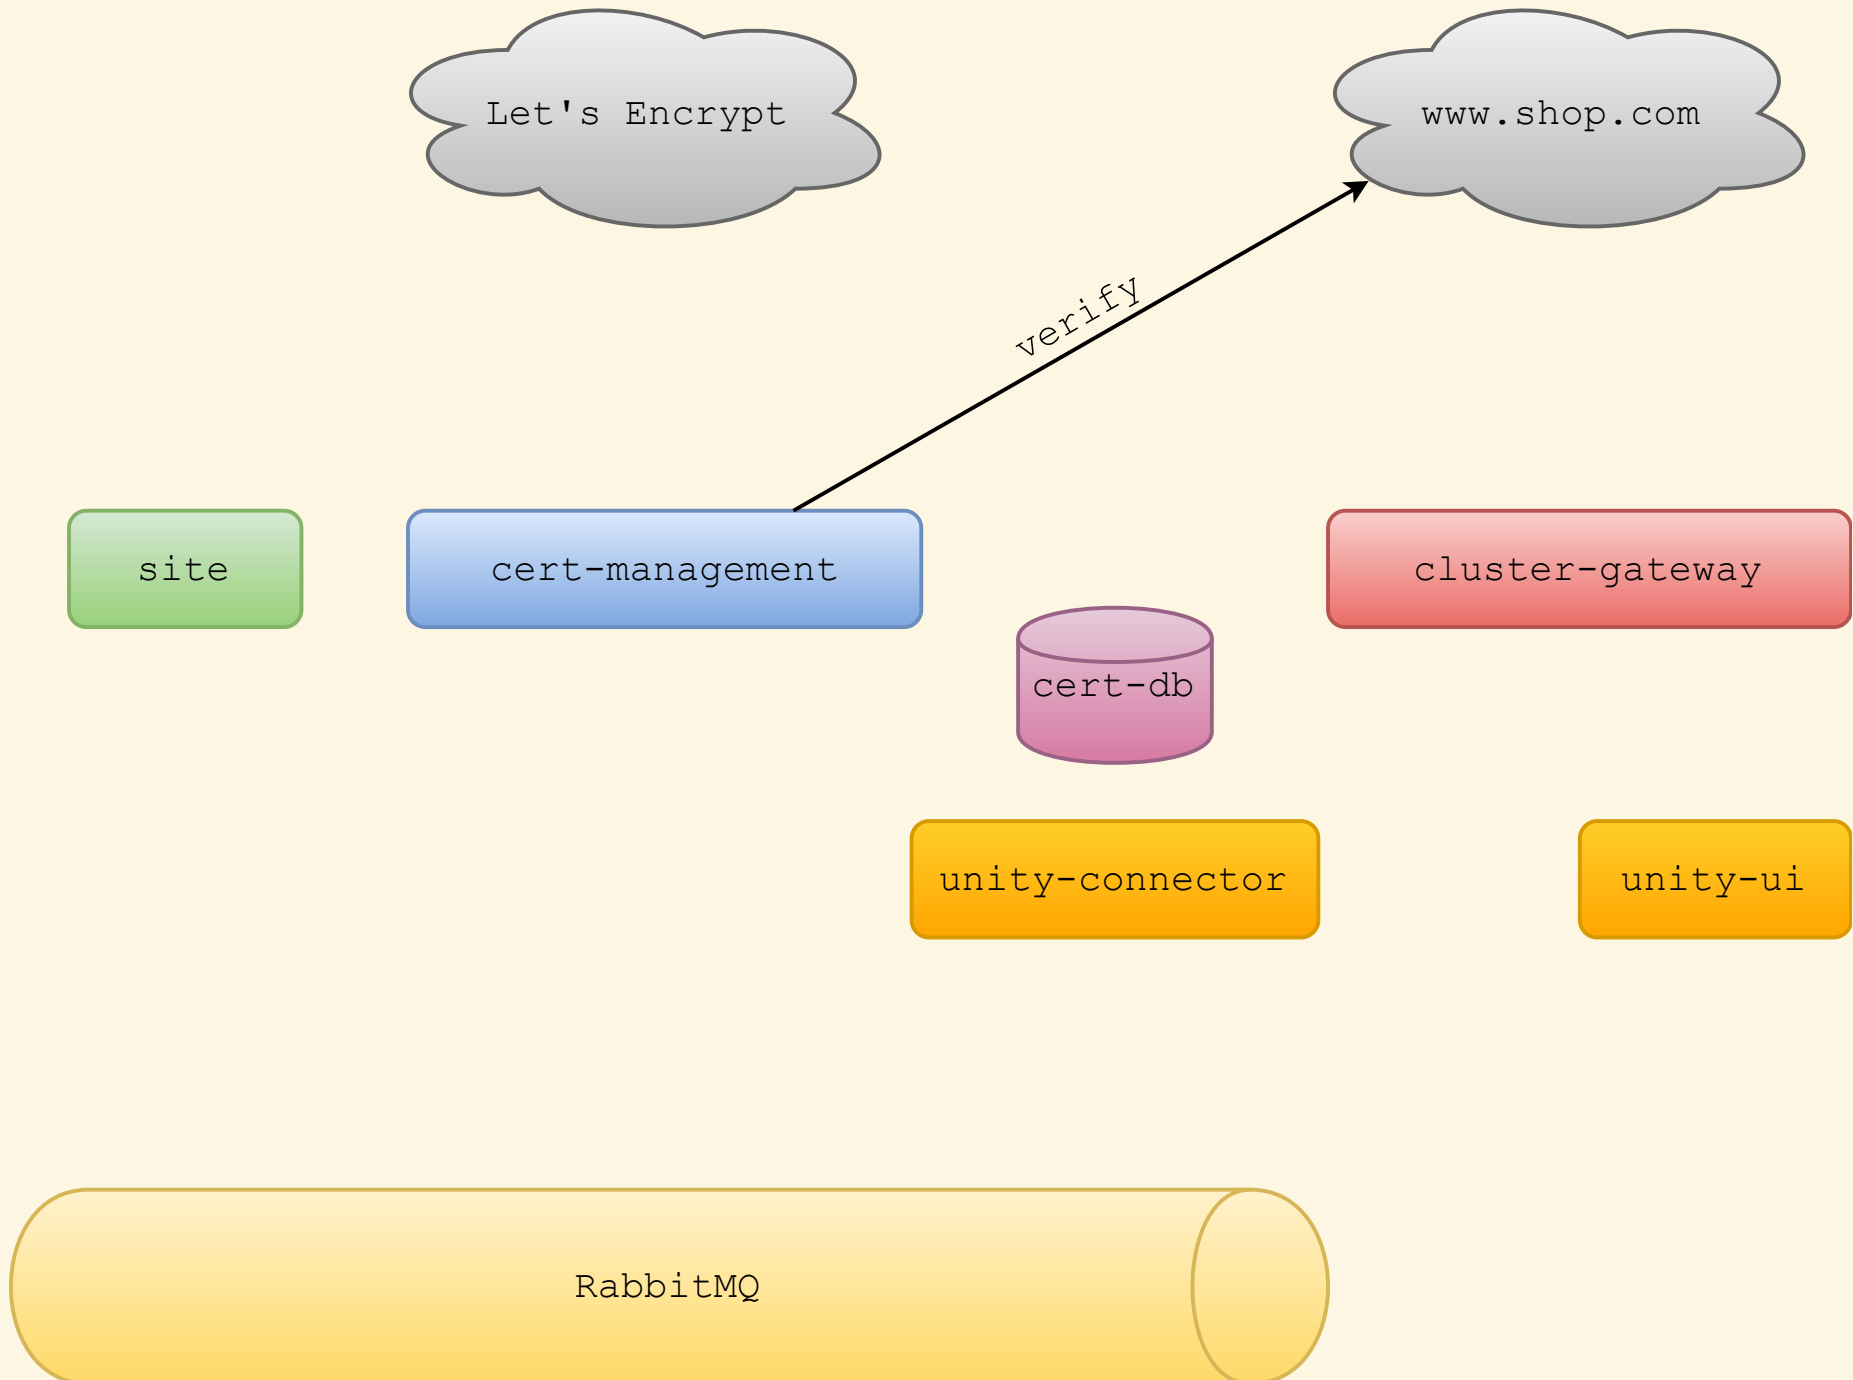 Let's Encrypt
www.shop.com
verify
site
cert-management
cluster-gateway
cert-db
unity-connector
unity-ui
RabbitMQ